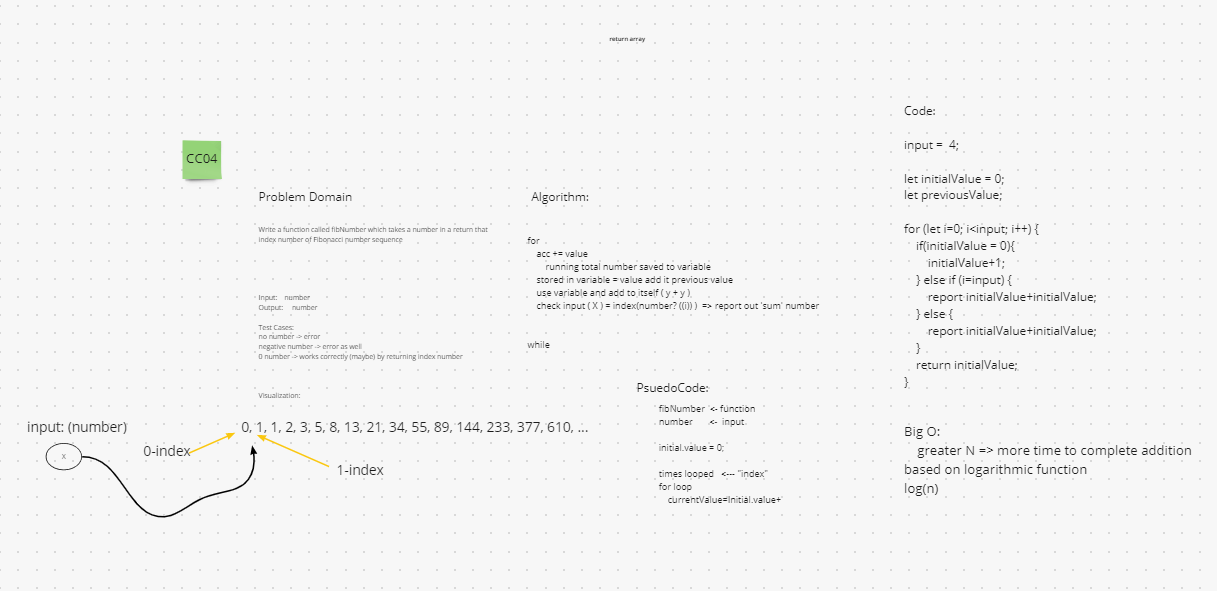 return array
CC04
Problem Domain
Write a function called fibNumber which takes a number in a return that
index number of Fibonacci number sequence
Input: number
Output: number
Test Cases:
no number -> error
negative number -> error as well
0 number -> works correctly (maybe) by returning index number
Visualization:
input: (number)
x
0-index
0, 1, 1, 2, 3, 5, 8, 13, 21, 34, 55, 89, 144, 233, 377, 610, ...
1-index
Algorithm:
for
acc += value
running total number saved to variable
stored in variable = value add it previous value
use variable and add to itself ( y + y )
check input ( X ) = index(number? ((i))) ) => report out 'sum' number
while
PsuedoCode:
fibNumber <- function
number <- input
initial.value = 0;
times looped <--- "index"
for loop
currentValue=Initial.value+
Code:
input = 4;
let initialValue = 0;
let previousValue;
for (let i=0; i<input; i++) {
if(initialValue = 0){
initialValue+1;
} else if (i=input) {
report initialValue+initialValue;
} else {
report initialValue+initialValue;
}
return initialValue;
}
Big O:
greater N => more time to complete addition
based on logarithmic function
log(n)